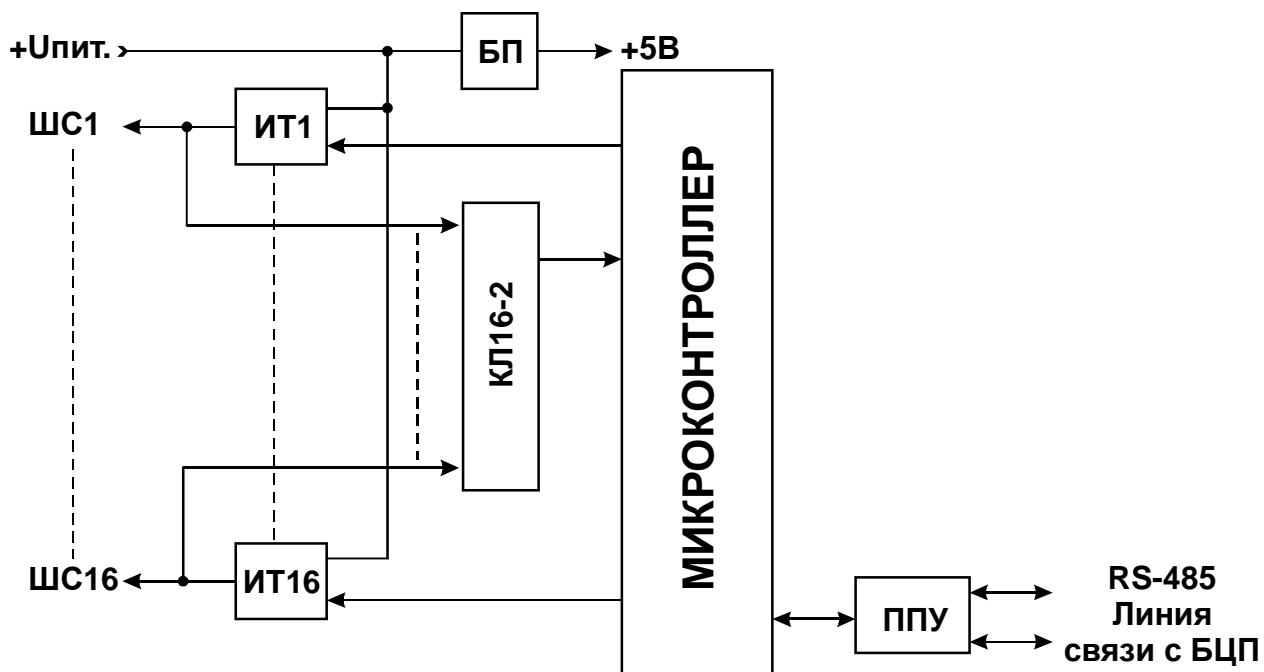 +Uпит.
БП
+5В
ШС1
ИТ1
КЛ16-2
МИКРОКОНТРОЛЛЕР
ШС16
ИТ16
ППУ
RS-485
Линия
связи с БЦП